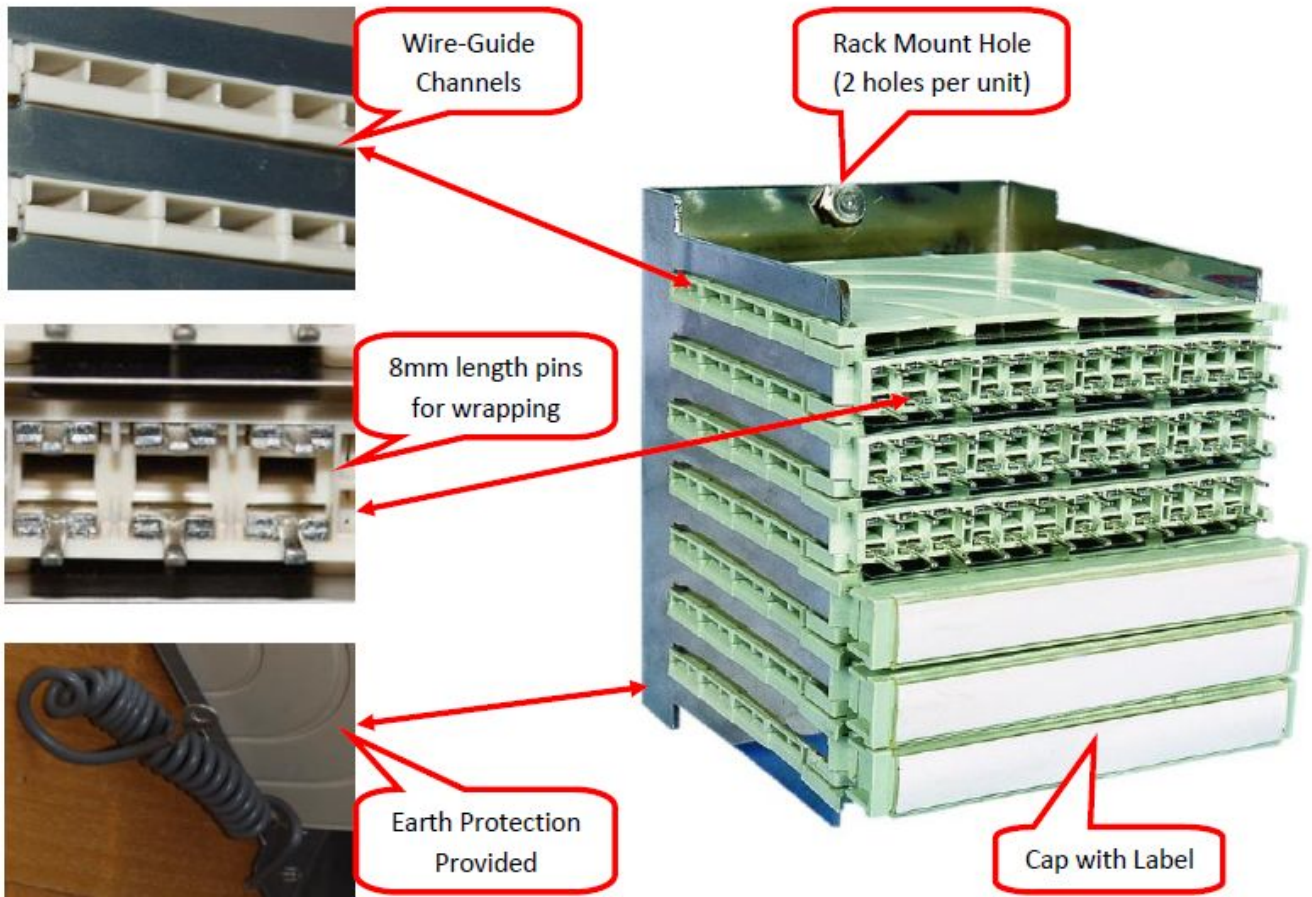 Wire-Guide
Channels
Rack Mount Hole
(2 holes per unit)
8mm length pins
for wrapping
Earth Protection
Provided
Cap with Label